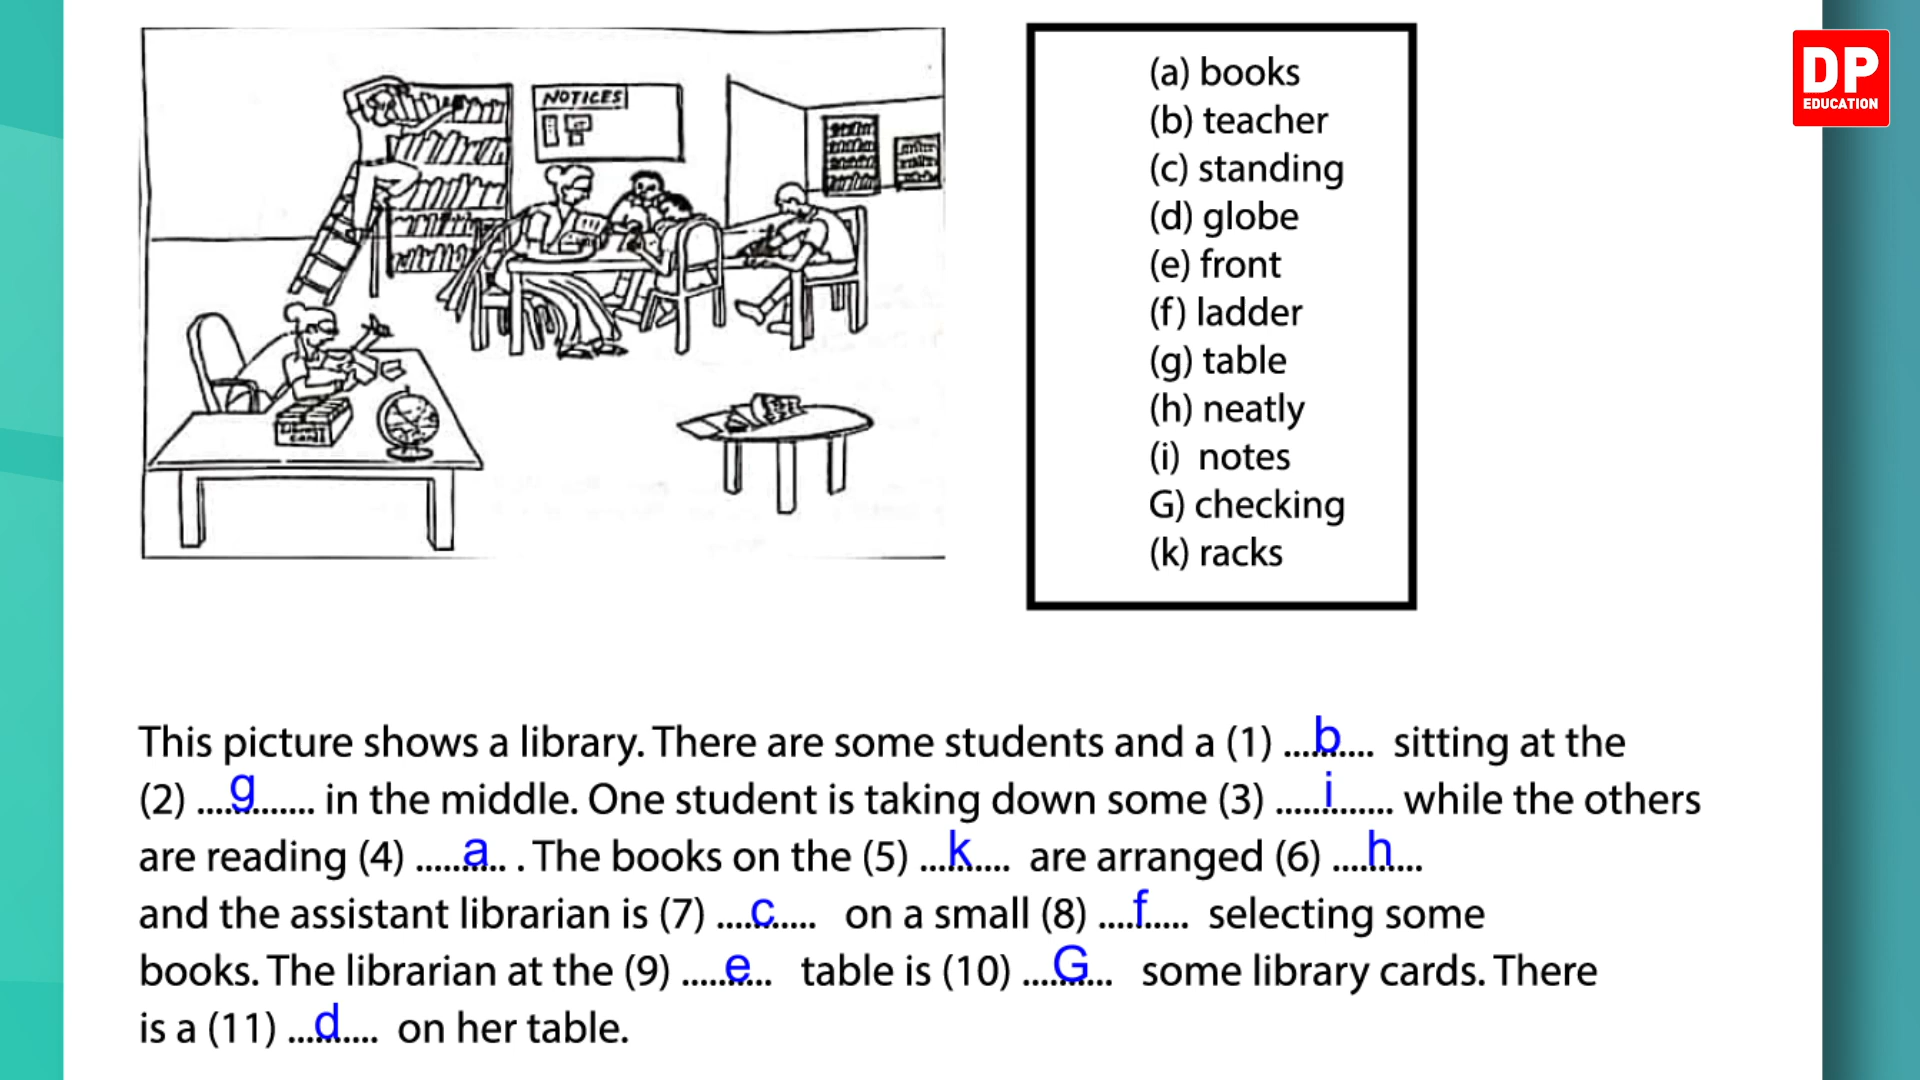 NOTICES
LIBRARY
CARDS
(a) books
(b) teacher
(c) standing
(d) globe
(e) front
(f) ladder
(g) table
(h) neatly
(i) notes
G) checking
(k) racks
DP
EDUCATION
This picture shows a library. There are some students and a (1) ...b...... sitting at the
(2) ....g....... in the middle. One student is taking down some (3) ......i....... while the others
are reading (4) ......a... . The books on the (5) ....k..... are arranged (6) ....h.....
and the assistant librarian is (7) ....c...... on a small (8) ....f..... selecting some
books. The librarian at the (9) .....e.... table is (10) ....G..... some library cards. There
is a (11) ...d...... on her table.